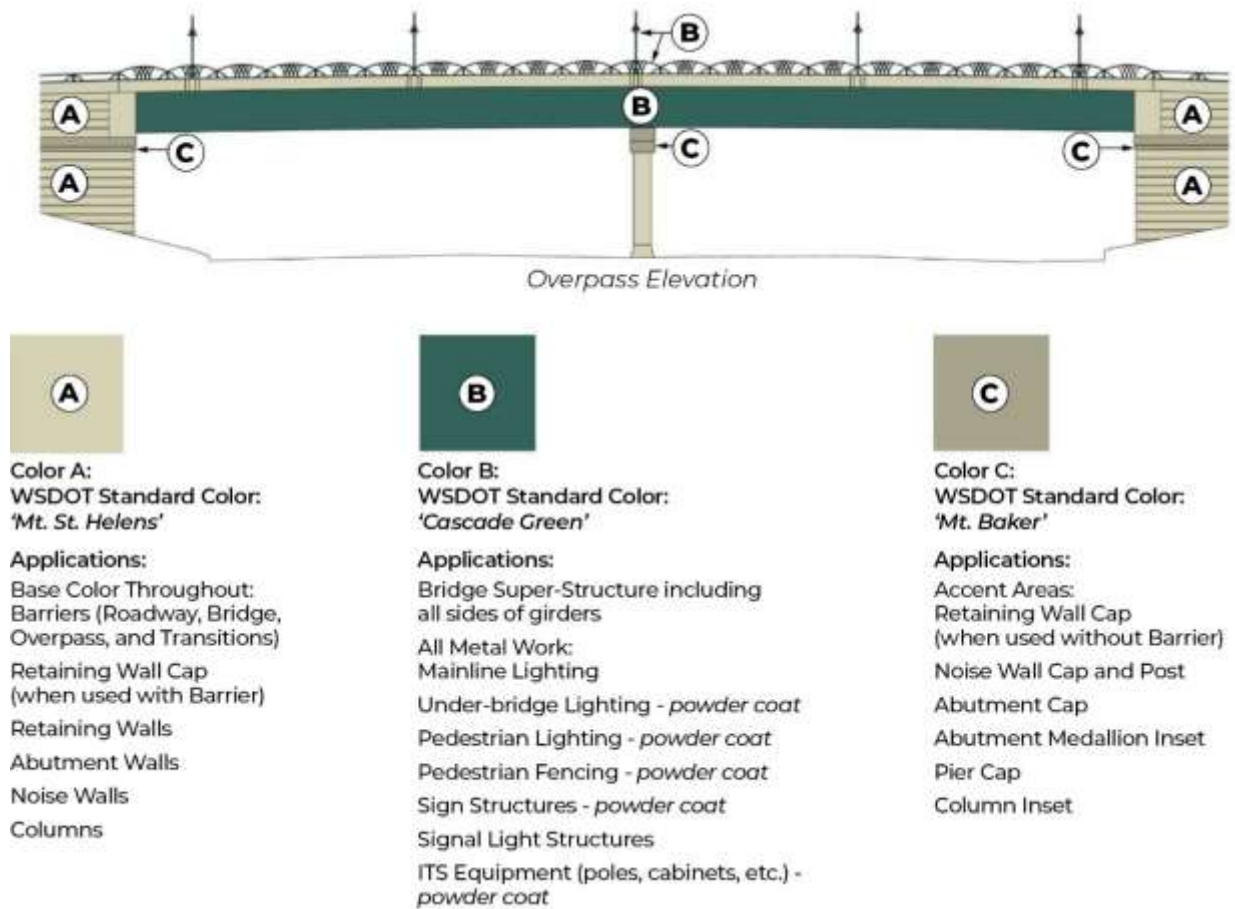 B
A
B
A
C
C
C
A
A
Overpass Elevation
A
Color A:
WSDOT Standard Color:
‘Mt. St. Helens’
Applications:
Base Color Throughout:
Barriers (Roadway, Bridge,
Overpass, and Transitions)
Retaining Wall Cap
(when used with Barrier)
Retaining Walls
Abutment Walls
Noise Walls
Columns
B
Color B:
WSDOT Standard Color:
‘Cascade Green’
Applications:
Bridge Super-Structure including
all sides of girders
All Metal Work:
Mainline Lighting
Under-bridge Lighting - powder coat
Pedestrian Lighting - powder coat
Pedestrian Fencing - powder coat
Sign Structures - powder coat
Signal Light Structures
ITS Equipment (poles, cabinets, etc.) -
powder coat
C
Color C:
WSDOT Standard Color:
‘Mt. Baker’
Applications:
Accent Areas:
Retaining Wall Cap
(when used without Barrier)
Noise Wall Cap and Post
Abutment Cap
Abutment Medallion Inset
Pier Cap
Column Inset